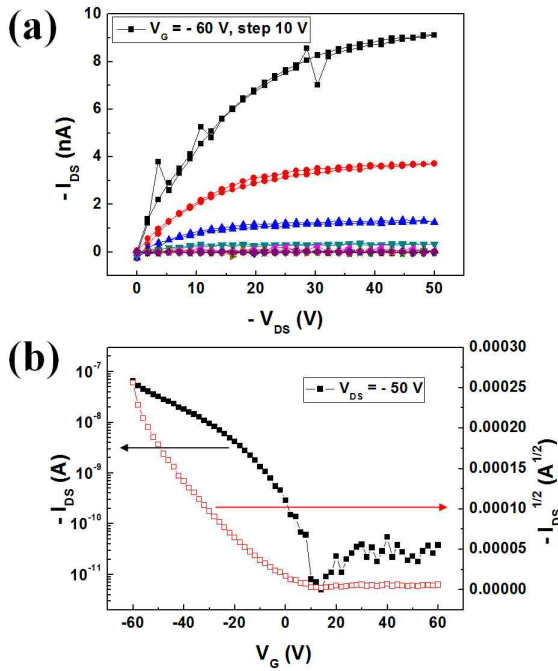 (a)
V_G = - 60 V, step 10 V
10
8
6
4
2
0
- I_DS (nA)
0 10 20 30 40 50
- V_DS (V)
(b)
V_DS = - 50 V
10^-7
10^-8
10^-9
10^-10
10^-11
- I_DS (A)
0.00030
0.00025
0.00020
0.00015
0.00010
0.00005
0.00000
- I_DS^1/2 (A^1/2)
-60 -40 -20 0 20 40 60
V_G (V)